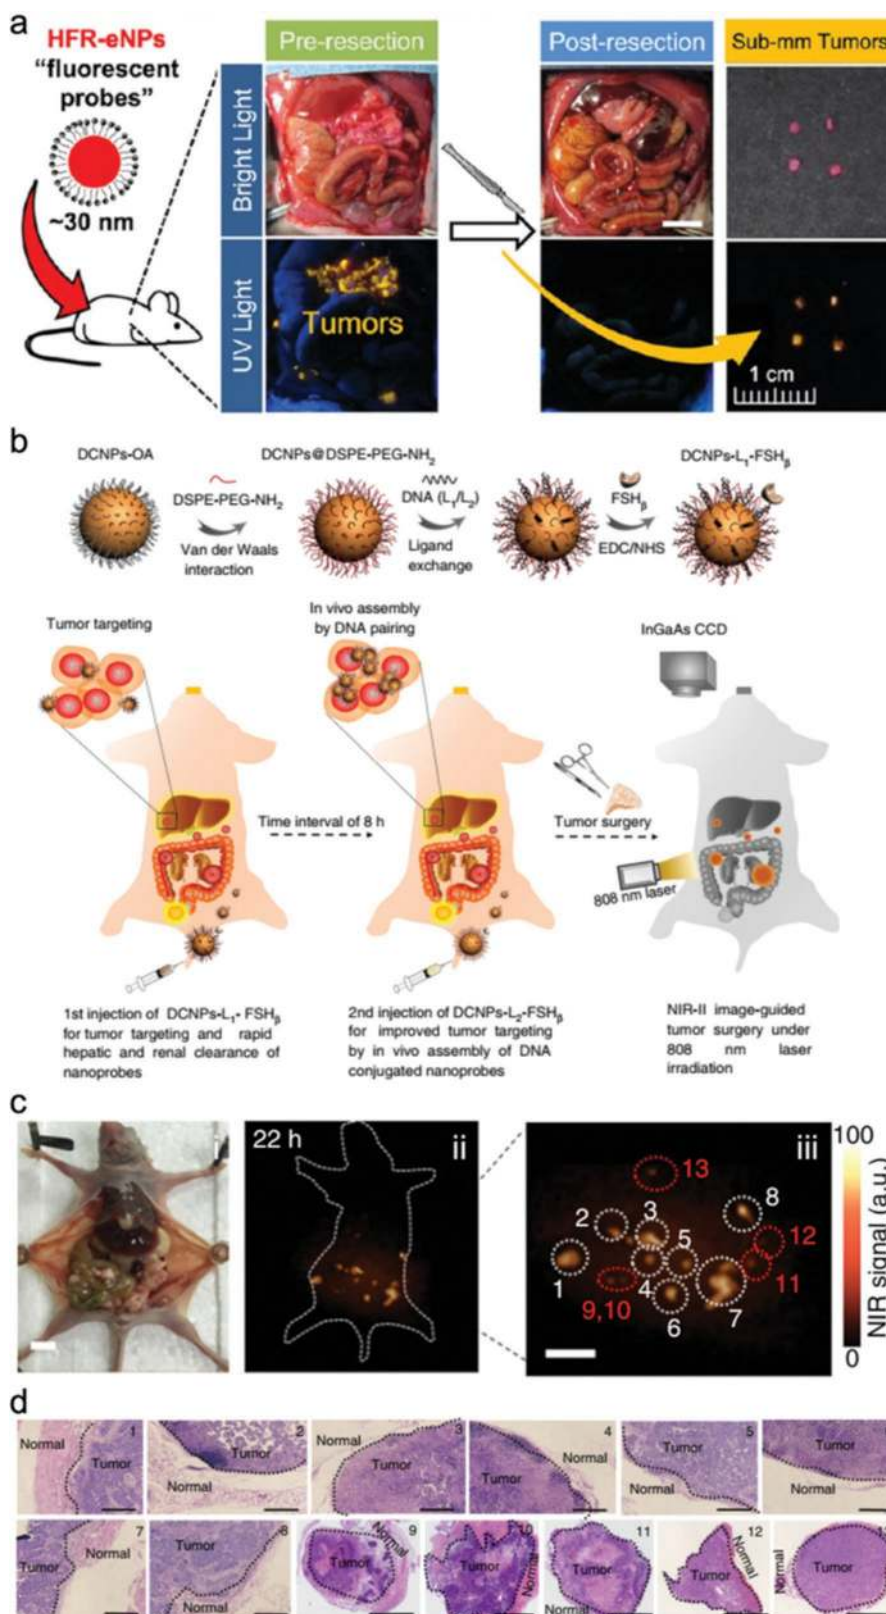 a
HFR-eNPs
“fluorescent
probes”
~30 nm
Pre-resection
Post-resection
Sub-mm Tumors
Bright Light
UV Light
Tumors
1 cm
b
DCNPs-OA
DCNPs@DSPE-PEG-NH2
DCNPs-L1-FSHβ
DSPE-PEG-NH2
DNA (L1/L2)
FSHβ
Van der Waals
interaction
Ligand
exchange
EDC/NHS
Tumor targeting
In vivo assembly
by DNA pairing
InGaAs CCD
Time interval of 8 h
Tumor surgery
808 nm laser
1st injection of DCNPs-L1- FSHβ
for tumor targeting and rapid
hepatic and renal clearance of
nanoprobes
2nd injection of DCNPs-L2-FSHβ
for improved tumor targeting
by in vivo assembly of DNA
conjugated nanoprobes
NIR-II image-guided
tumor surgery under
808 nm laser
irradiation
c
i
22 h
ii
iii
13
8
2
3
5
12
1
4
11
9,10
6
7
100
NIR signal (a.u.)
0
d
Normal
Tumor
1
Tumor
2
Normal
Normal
3
Tumor
4
Tumor
Normal
Tumor
5
Normal
Tumor
Normal
7
Normal
Tumor
8
Tumor
Normal
9
Tumor
Normal
10
Tumor
Normal
11
Tumor
Normal
12
Tumor
Normal
Tumor
Normal